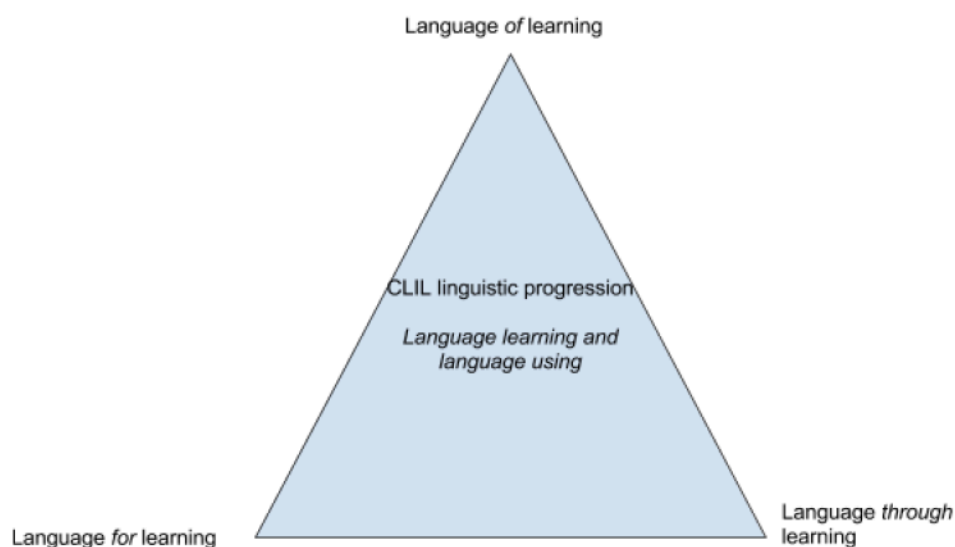 Language of learning
CLIL linguistic progression
Language learning and
language using
Language for learning
Language through
learning